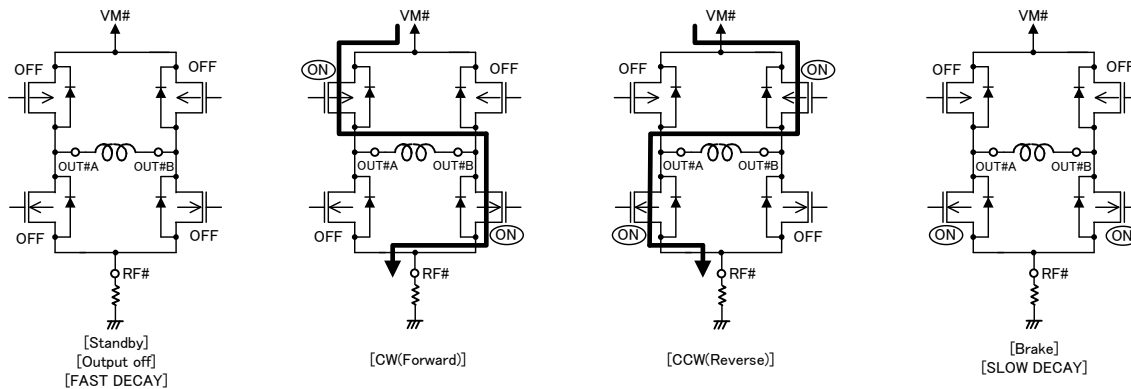 VM#
OFF
OFF
OUT#A
OUT#B
OFF
OFF
RF#
[Standby]
[Output off]
[FAST DECAY]
VM#
ON
OFF
OUT#A
OUT#B
OFF
ON
RF#
[CW(Forward)]
VM#
OFF
ON
OUT#A
OUT#B
ON
OFF
RF#
[CCW(Reverse)]
VM#
OFF
OFF
OUT#A
OUT#B
ON
ON
RF#
[Brake]
[SLOW DECAY]